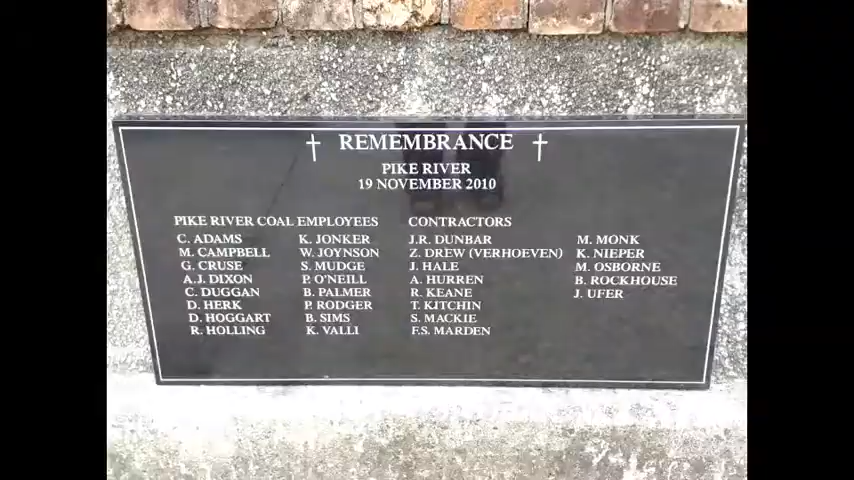 REMEMBRANCE
PIKE RIVER
19 NOVEMBER 2010
PIKE RIVER COAL EMPLOYEES
C. ADAMS
M. CAMPBELL
G. CRUSE
A.J. DIXON
C. DUGGAN
D. HERK
D. HOGGART
R. HOLLING
K. JONKER
W. JOYNSON
S. MUDGE
P. O'NEILL
B. PALMER
P. RODGER
B. SIMS
K. VALLI
CONTRACTORS
J.R. DUNBAR
Z. DREW (VERHOEVEN)
J. HALE
A. HURREN
R. KEANE
T. KITCHIN
S. MACKIE
F.S. MARDEN
M. MONK
K. NIEPER
M. OSBORNE
B. ROCKHOUSE
J. UFER